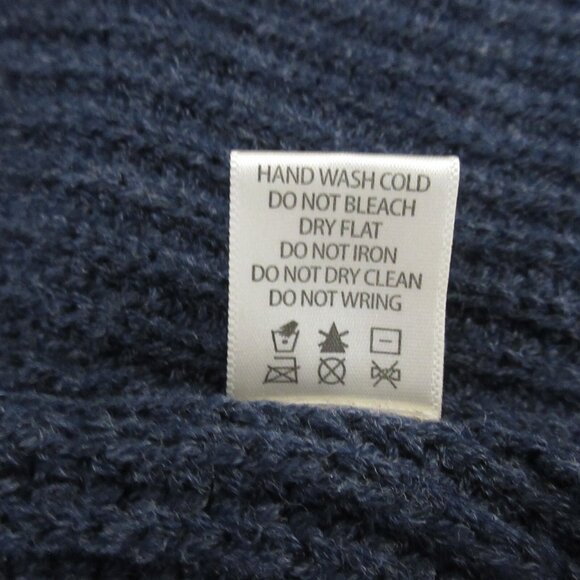 HAND WASH COLD
DO NOT BLEACH
DRY FLAT
DO NOT IRON
DO NOT DRY CLEAN
DO NOT WRING